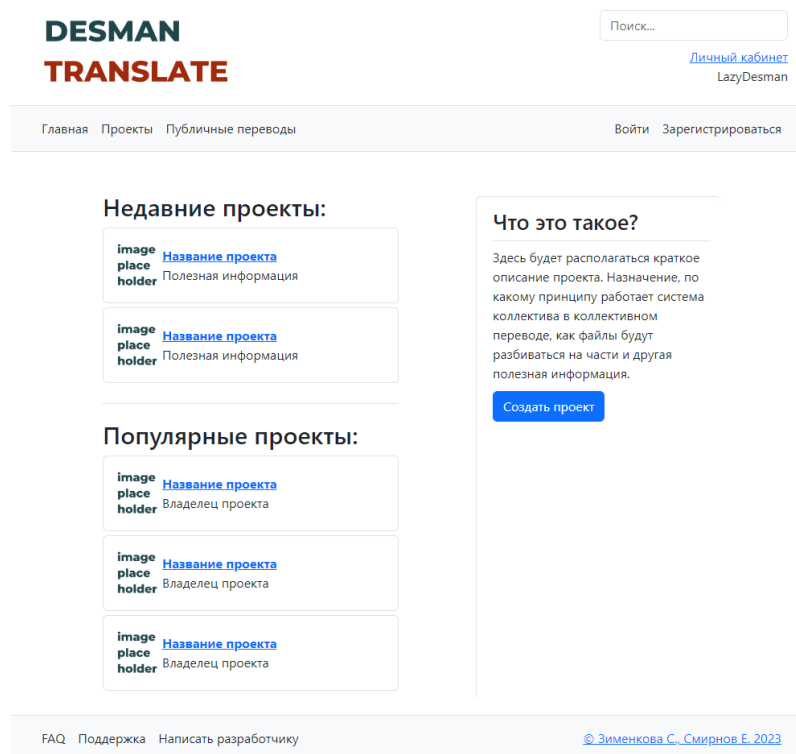 DESMAN
TRANSLATE
Поиск...
Личный кабинет
LazyDesman
Главная Проекты Публичные переводы
Войти Зарегистрироваться
Недавние проекты:
image
place
holder
Название проекта
Полезная информация
image
place
holder
Название проекта
Полезная информация
Популярные проекты:
image
place
holder
Название проекта
Владелец проекта
image
place
holder
Название проекта
Владелец проекта
image
place
holder
Название проекта
Владелец проекта
Что это такое?
Здесь будет располагаться краткое
описание проекта. Назначение, по
какому принципу работает система
коллектива в коллективном
переводе, как файлы будут
разбиваться на части и другая
полезная информация.
Создать проект
FAQ Поддержка Написать разработчику
© Зименкова С., Смирнов Е. 2023